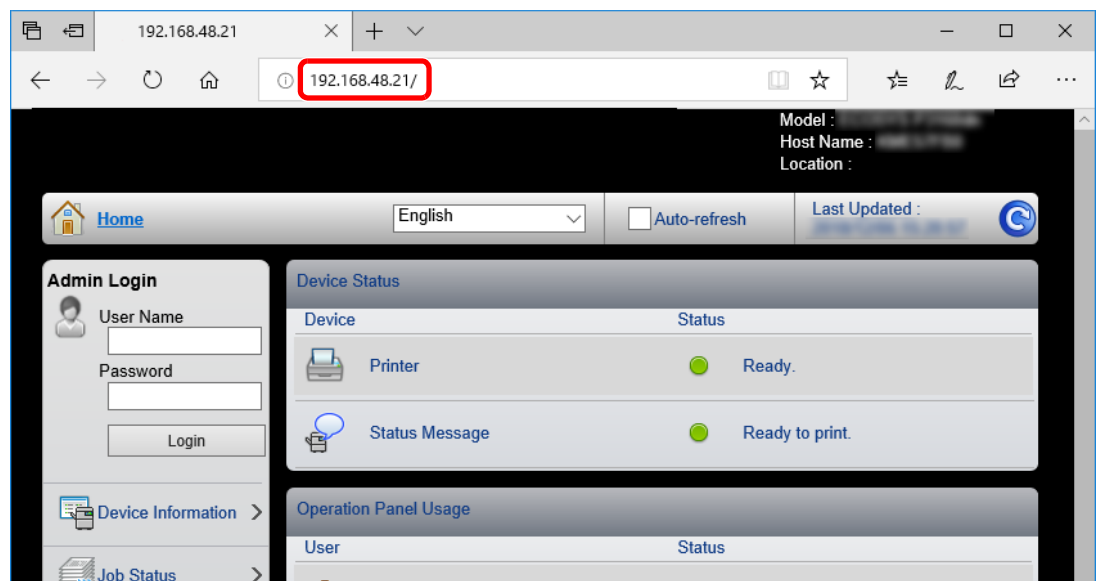 192.168.48.21
192.168.48.21/
Model :
Host Name :
Location :
Home
English
Auto-refresh
Last Updated :
Admin Login
User Name
Password
Login
Device Information
Job Status
Device Status
Device Status
Printer Ready.
Status Message Ready to print.
Operation Panel Usage
User Status